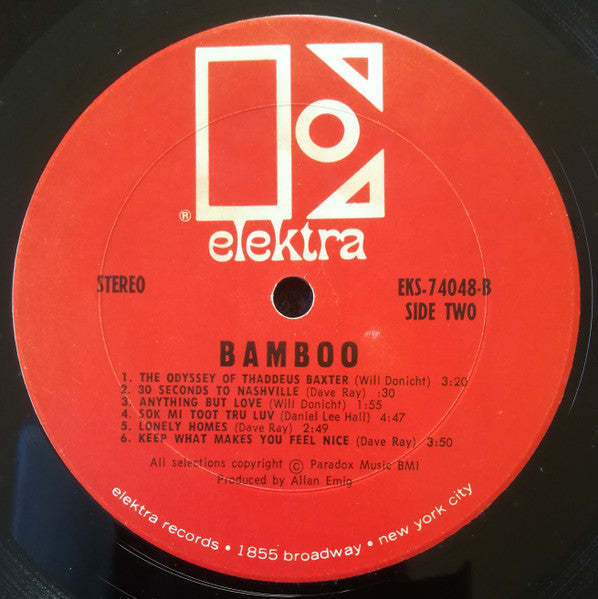 ®
elektra
STEREO
EKS-74048-B
SIDE TWO
BAMBOO
1. THE ODYSSEY OF THADDEUS BAXTER (Will Donicht) 3:20
2. 30 SECONDS TO NASHVILLE (Dave Ray) :30
3. ANYTHING BUT LOVE (Will Donicht) 1:55
4. SOK MI TOOT TRU LUV (Daniel Lee Hall) 4:47
5. LONELY HOMES (Dave Ray) 2:49
6. KEEP WHAT MAKES YOU FEEL NICE (Dave Ray) 3:50
All selections copyright © Paradox Music BMI
Produced by Allan Emig
elektra records • 1855 broadway • new york city